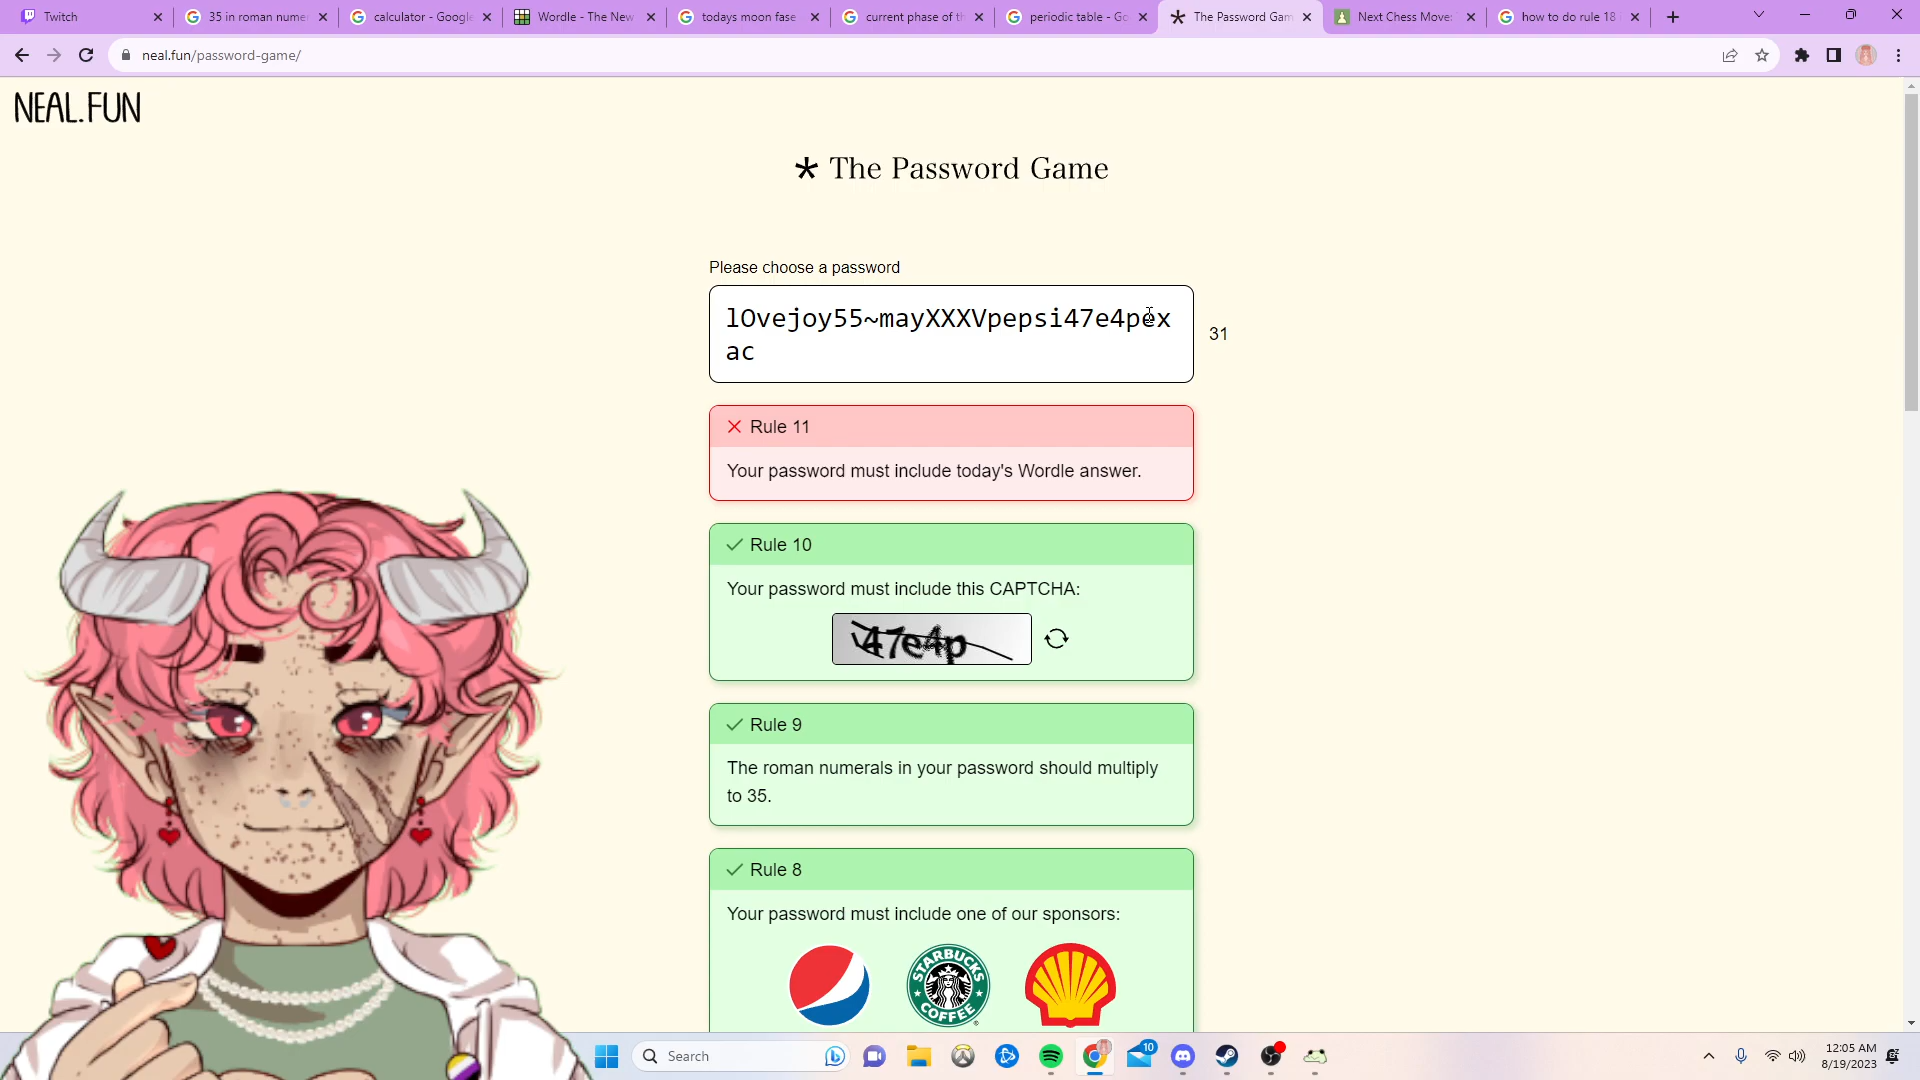 Twitch
35 in roman nume
calculator - Google
Wordle - The New
todays moon fase
current phase of th
periodic table - Go
The Password Gam
Next Chess Move:
how to do rule 18
neal.fun/password-game/
NEAL.FUN
* The Password Game
Please choose a password
lOvejoy55~mayXXXVpepsi47e4pex
ac
31
Rule 11
Your password must include today's Wordle answer.
Rule 10
Your password must include this CAPTCHA:
47e4p
Rule 9
The roman numerals in your password should multiply
to 35.
Rule 8
Your password must include one of our sponsors:
STARBUCKS
COFFEE
Search
10
12:05 AM
8/19/2023